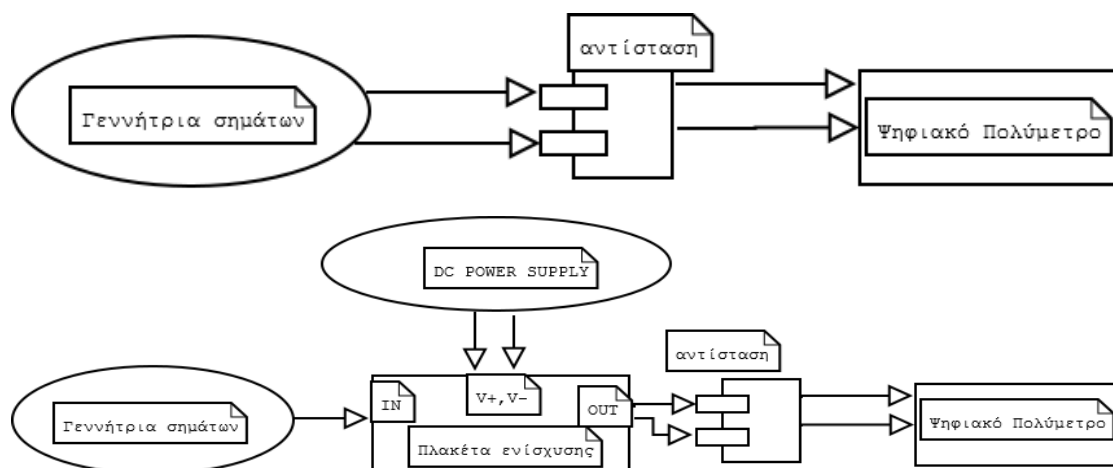 αντίσταση
Γεννήτρια σημάτων
Ψηφιακό Πολύμετρο
DC POWER SUPPLY
αντίσταση
IN
V+,V-
OUT
Γεννήτρια σημάτων
Πλακέτα ενίσχυσης
Ψηφιακό Πολύμετρο